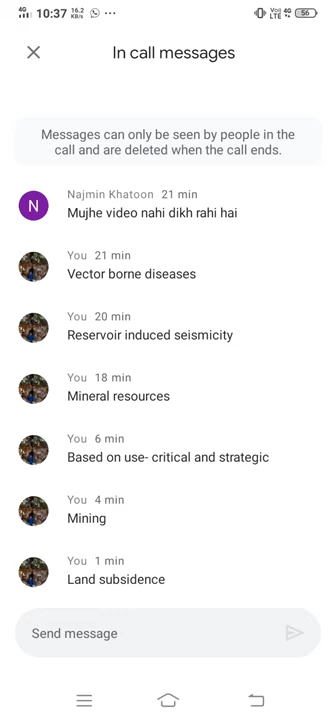 4G 10:37 16.2 KB/s ... VoI) LTE 4G 56
In call messages
Messages can only be seen by people in the
call and are deleted when the call ends.
N
Najmin Khatoon 21 min
Mujhe video nahi dikh rahi hai
You 21 min
Vector borne diseases
You 20 min
Reservoir induced seismicity
You 18 min
Mineral resources
You 6 min
Based on use- critical and strategic
You 4 min
Mining
You 1 min
Land subsidence
Send message